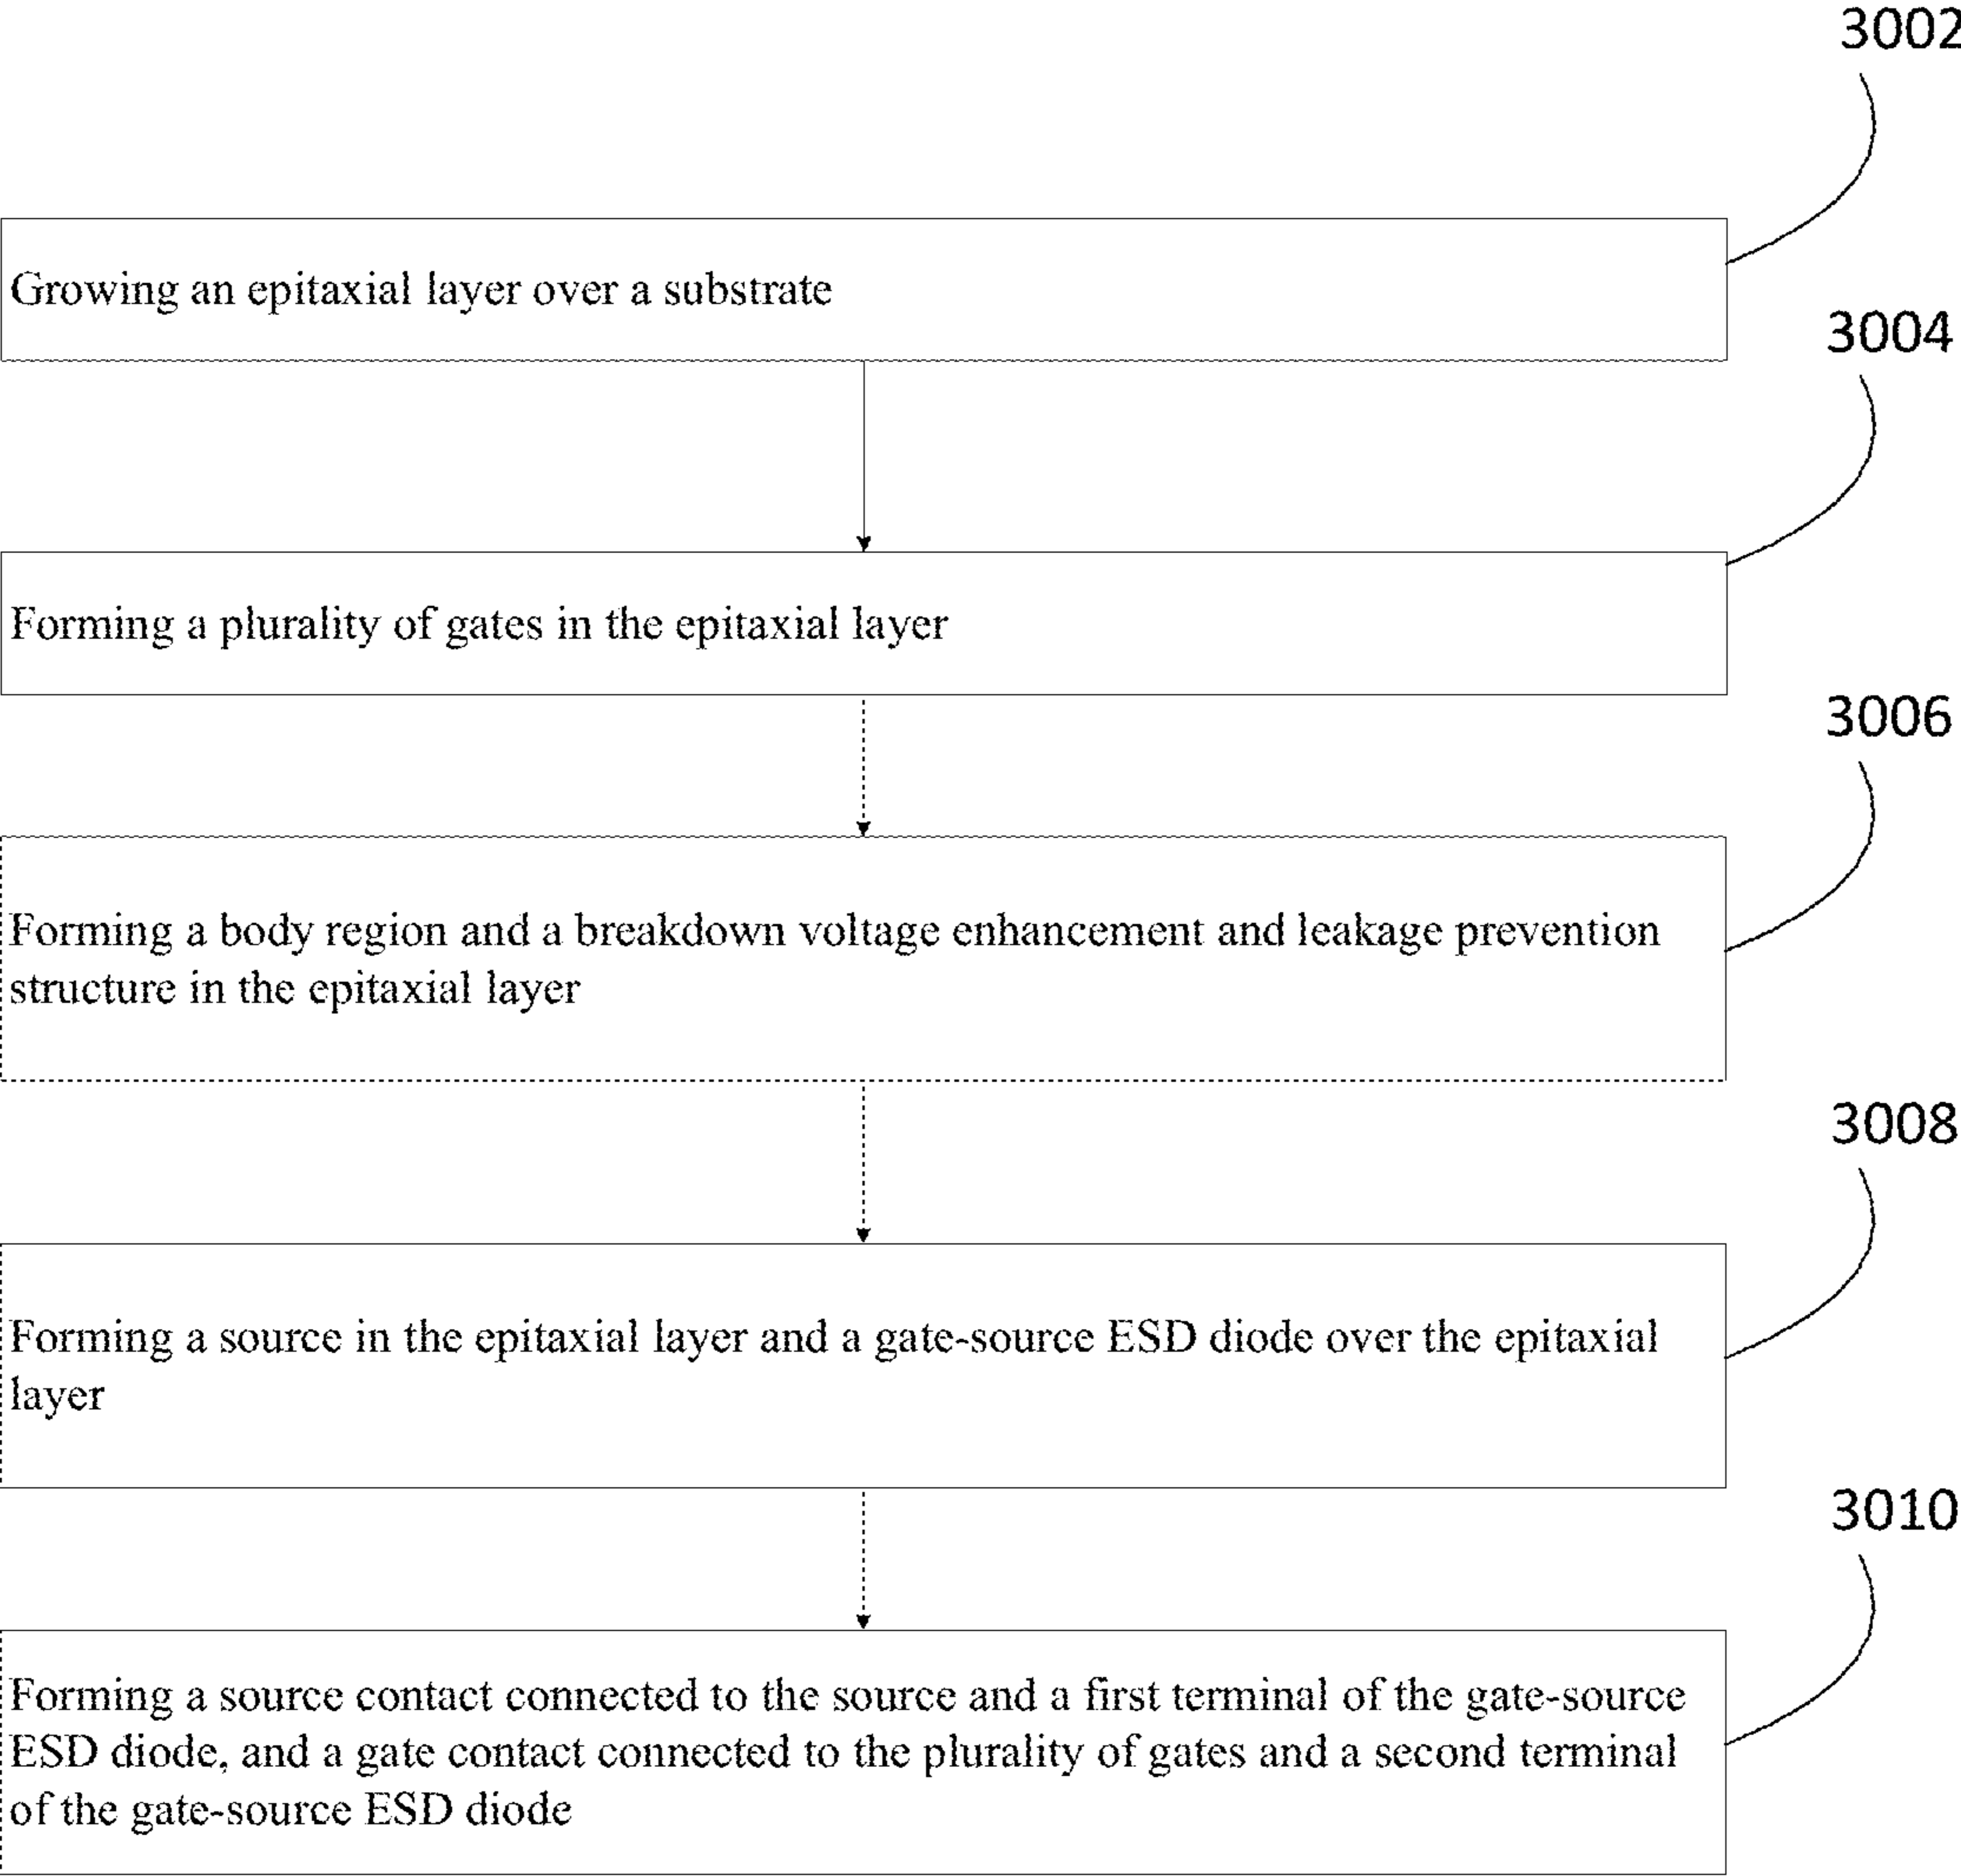 3002
Growing an epitaxial layer over a substrate
3004
Forming a plurality of gates in the epitaxial layer
3006
Forming a body region and a breakdown voltage enhancement and leakage prevention
structure in the epitaxial layer
3008
Forming a source in the epitaxial layer and a gate-source ESD diode over the epitaxial
layer
3010
Forming a source contact connected to the source and a first terminal of the gate-source
ESD diode, and a gate contact connected to the plurality of gates and a second terminal
of the gate-source ESD diode